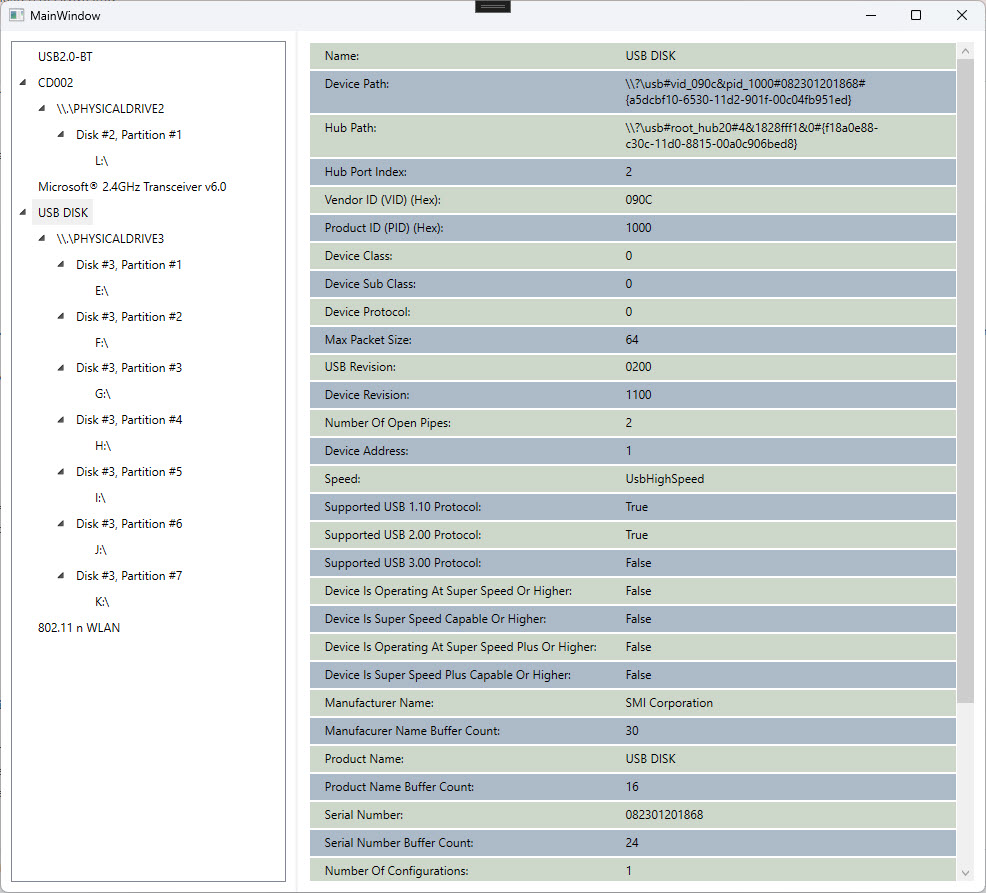 MainWindow
USB2.0-BT
CD002
\\.\PHYSICALDRIVE2
Disk #2, Partition #1
L:\
Microsoft® 2.4GHz Transceiver v6.0
USB DISK
\\.\PHYSICALDRIVE3
Disk #3, Partition #1
E:\
Disk #3, Partition #2
F:\
Disk #3, Partition #3
G:\
Disk #3, Partition #4
H:\
Disk #3, Partition #5
I:\
Disk #3, Partition #6
J:\
Disk #3, Partition #7
K:\
802.11 n WLAN
Name: USB DISK
Device Path: \\?\usb#vid_090c&pid_1000#082301201868#
{a5dcbf10-6530-11d2-901f-00c04fb951ed}
Hub Path: \\?\usb#root_hub20#4&1828fff1&0#{f18a0e88-
c30c-11d0-8815-00a0c906bed8}
Hub Port Index: 2
Vendor ID (VID) (Hex): 090C
Product ID (PID) (Hex): 1000
Device Class: 0
Device Sub Class: 0
Device Protocol: 0
Max Packet Size: 64
USB Revision: 0200
Device Revision: 1100
Number Of Open Pipes: 2
Device Address: 1
Speed: UsbHighSpeed
Supported USB 1.10 Protocol: True
Supported USB 2.00 Protocol: True
Supported USB 3.00 Protocol: False
Device Is Operating At Super Speed Or Higher: False
Device Is Super Speed Capable Or Higher: False
Device Is Operating At Super Speed Plus Or Higher: False
Device Is Super Speed Plus Capable Or Higher: False
Manufacturer Name: SMI Corporation
Manufacurer Name Buffer Count: 30
Product Name: USB DISK
Product Name Buffer Count: 16
Serial Number: 082301201868
Serial Number Buffer Count: 24
Number Of Configurations: 1